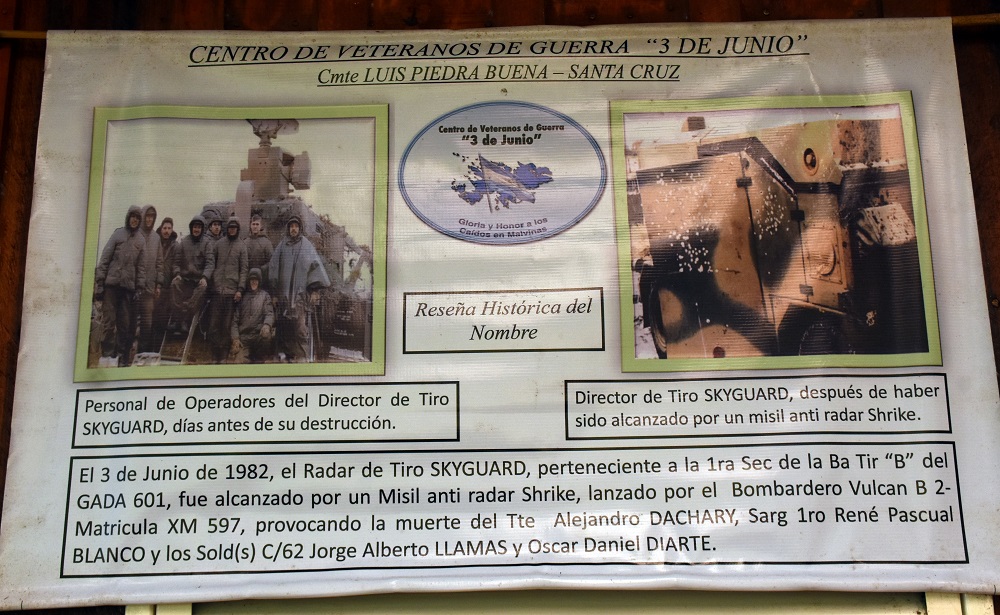 CENTRO DE VETERANOS DE GUERRA "3 DE JUNIO"
Cmte LUIS PIEDRA BUENA – SANTA CRUZ
Centro de Veteranos de Guerra
"3 de Junio"
Gloria y Honor a los
Caídos en Malvinas
Reseña Histórica del
Nombre
Personal de Operadores del Director de Tiro
SKYGUARD, días antes de su destrucción.
Director de Tiro SKYGUARD, después de haber
sido alcanzado por un misil anti radar Shrike.
El 3 de Junio de 1982, el Radar de Tiro SKYGUARD, perteneciente a la 1ra Sec de la Ba Tir "B" del
GADA 601, fue alcanzado por un Misil anti radar Shrike, lanzado por el Bombardero Vulcan B 2-
Matricula XM 597, provocando la muerte del Tte Alejandro DACHARY, Sarg 1ro René Pascual
BLANCO y los Sold(s) C/62 Jorge Alberto LLAMAS y Oscar Daniel DIARTE.